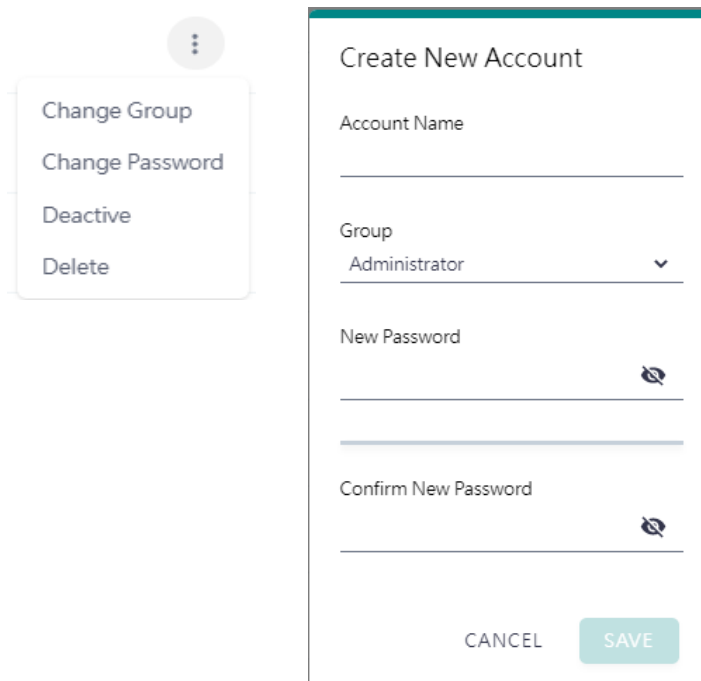 Change Group
Change Password
Deactive
Delete
Create New Account
Account Name
Group
Administrator
New Password
Confirm New Password
CANCEL
SAVE